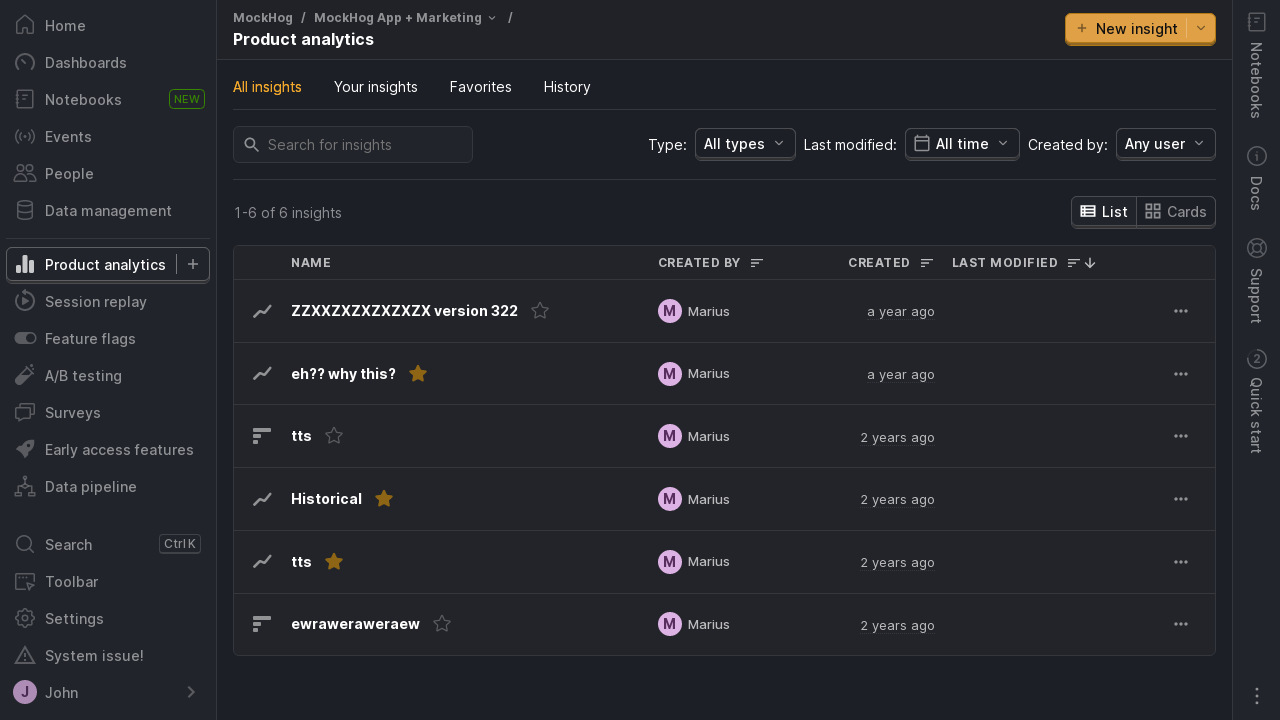 Home
Dashboards
Notebooks NEW
Events
People
Data management
Product analytics
Session replay
Feature flags
A/B testing
Surveys
Early access features
Data pipeline
Search Ctrl K
Toolbar
Settings
System issue!
J John
MockHog / MockHog App + Marketing /
Product analytics
New insight
All insights Your insights Favorites History
Search for insights
Type: All types Last modified: All time Created by: Any user
1-6 of 6 insights
List Cards
NAME CREATED BY CREATED LAST MODIFIED
ZZXXZXZXZXZXZX version 322 M Marius a year ago
eh?? why this? M Marius a year ago
tts M Marius 2 years ago
Historical M Marius 2 years ago
tts M Marius 2 years ago
ewraweraweraew M Marius 2 years ago
Notebooks
Docs
Support
2 Quick start